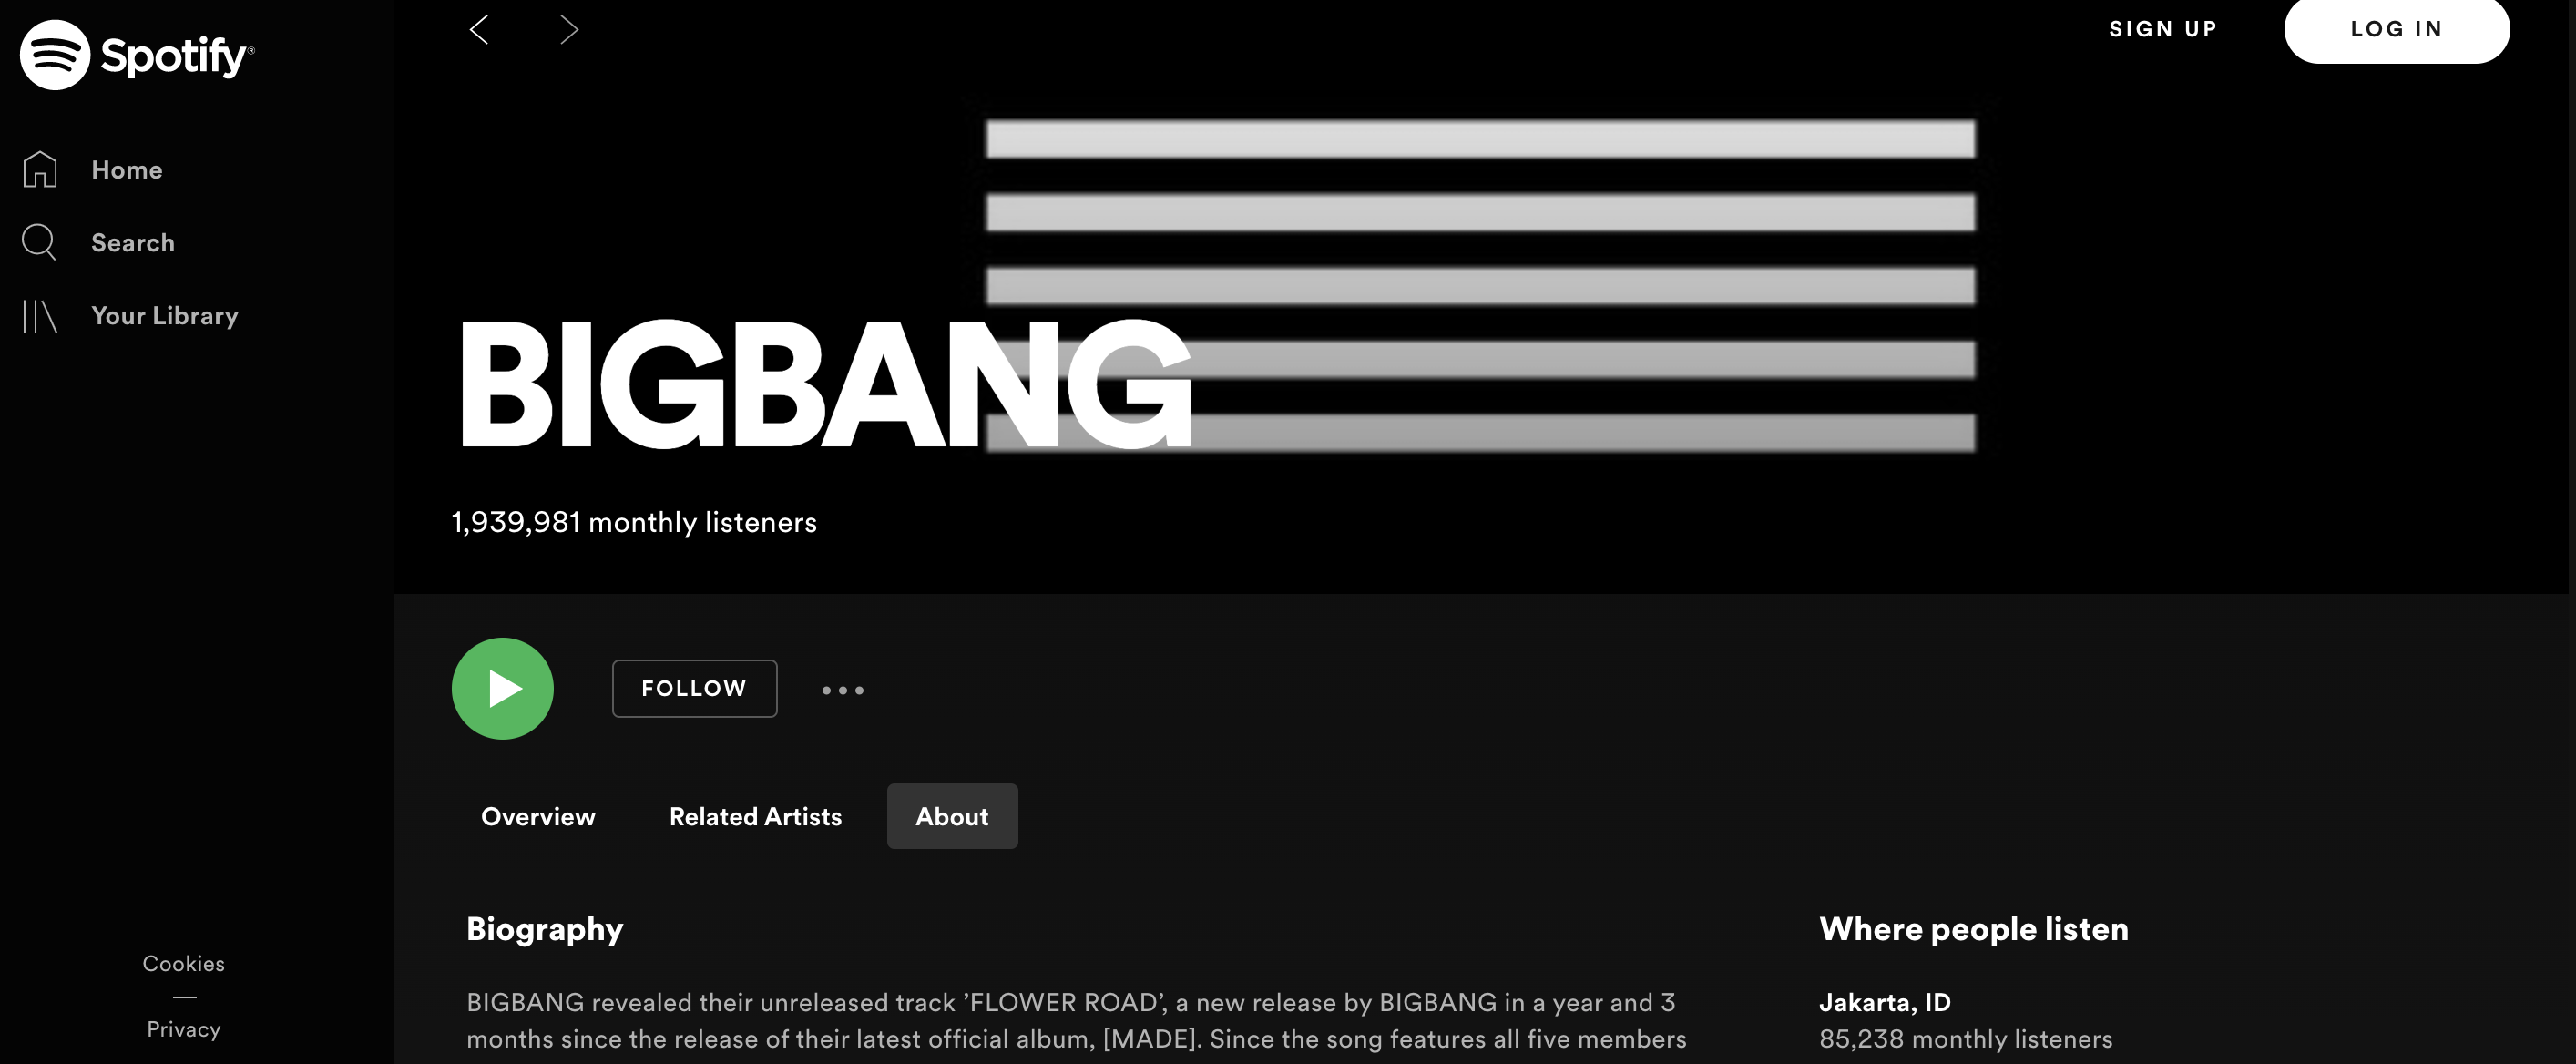 Spotify®
Home
Search
Your Library
Cookies
Privacy
SIGN UP
LOG IN
BIGBANG
1,939,981 monthly listeners
FOLLOW
Overview
Related Artists
About
Biography
BIGBANG revealed their unreleased track ’FLOWER ROAD’, a new release by BIGBANG in a year and 3
months since the release of their latest official album, [MADE]. Since the song features all five members
Where people listen
Jakarta, ID
85,238 monthly listeners